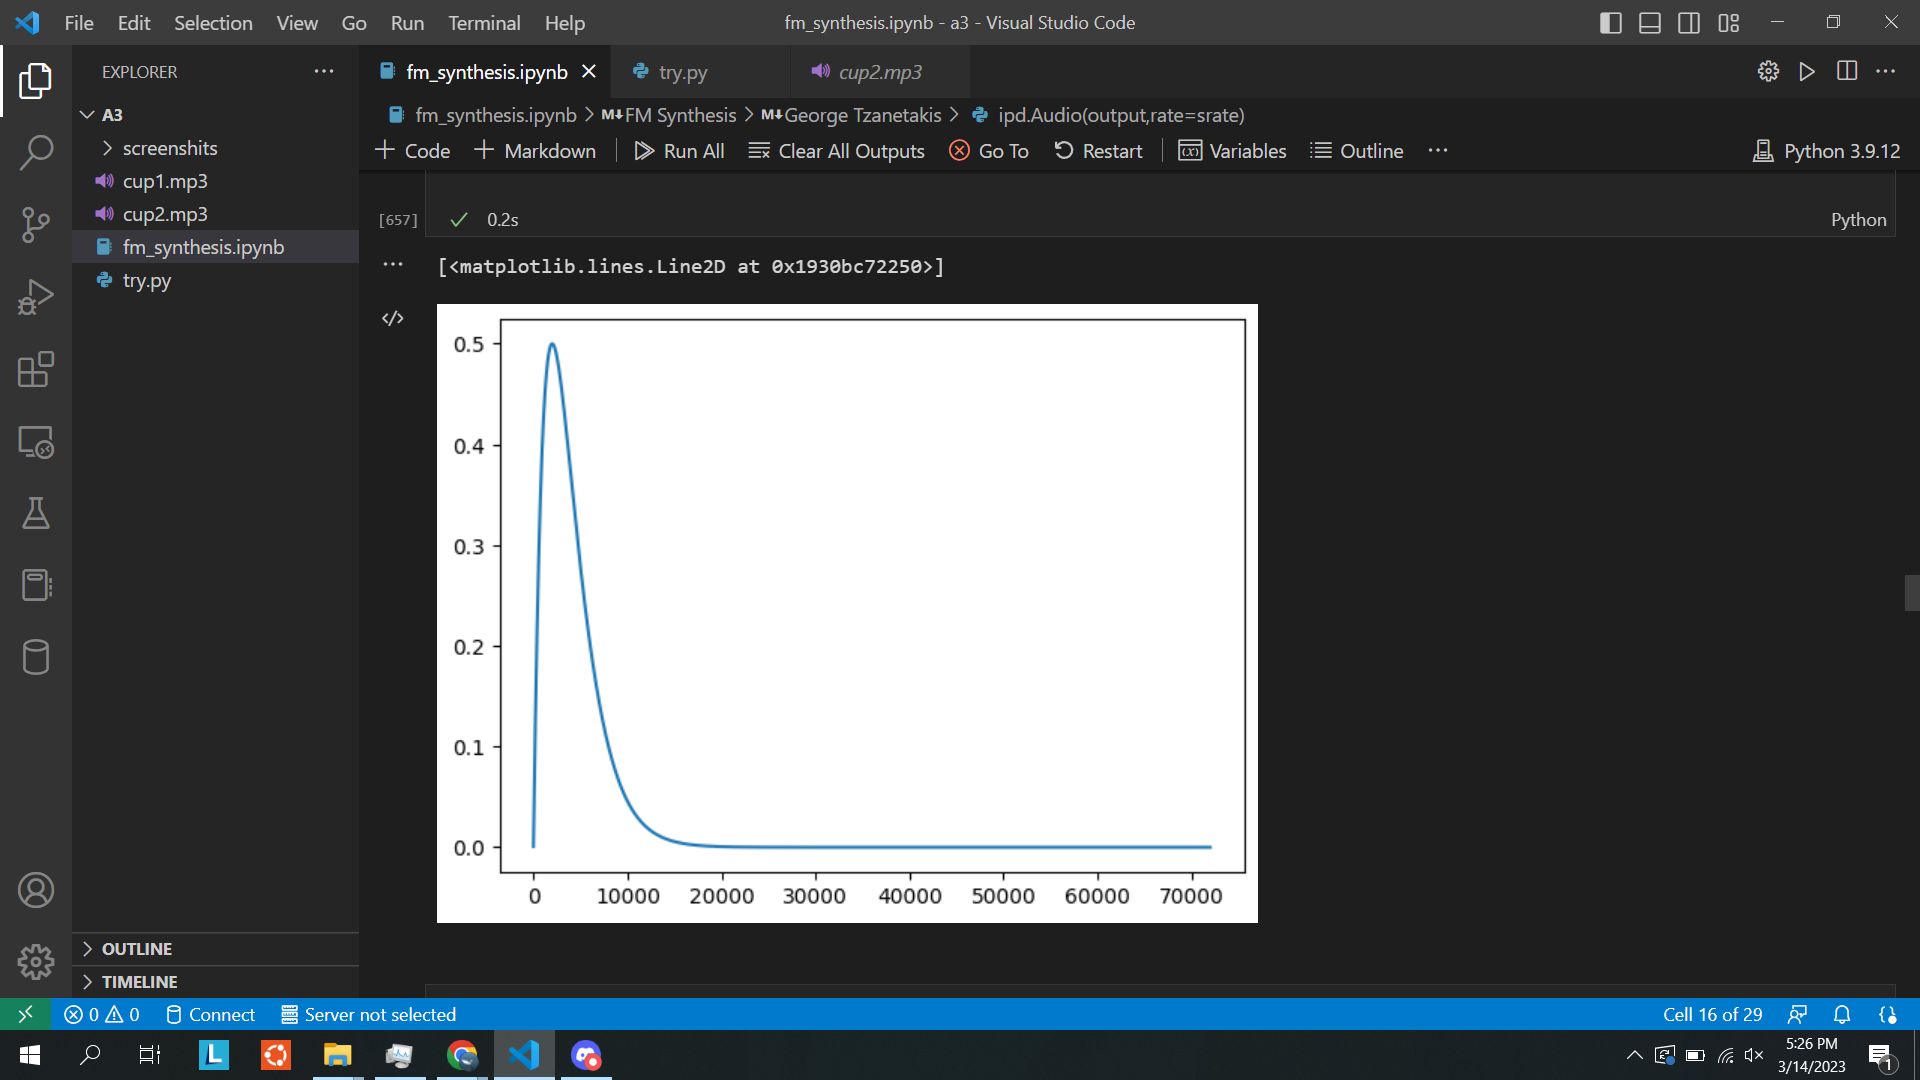 File Edit Selection View Go Run Terminal Help
fm_synthesis.ipynb - a3 - Visual Studio Code
EXPLORER
A3
screenshits
cup1.mp3
cup2.mp3
fm_synthesis.ipynb
try.py
OUTLINE
TIMELINE
fm_synthesis.ipynb try.py cup2.mp3
fm_synthesis.ipynb > M↓FM Synthesis > M↓George Tzanetakis > ipd.Audio(output,rate=srate)
+ Code + Markdown Run All Clear All Outputs Go To Restart (x) Variables Outline ... Python 3.9.12
[657] 0.2s Python
[<matplotlib.lines.Line2D at 0x1930bc72250>]
0.5
0.4
0.3
0.2
0.1
0.0
0 10000 20000 30000 40000 50000 60000 70000
0 0 Connect Server not selected Cell 16 of 29
L
5:26 PM
3/14/2023
1